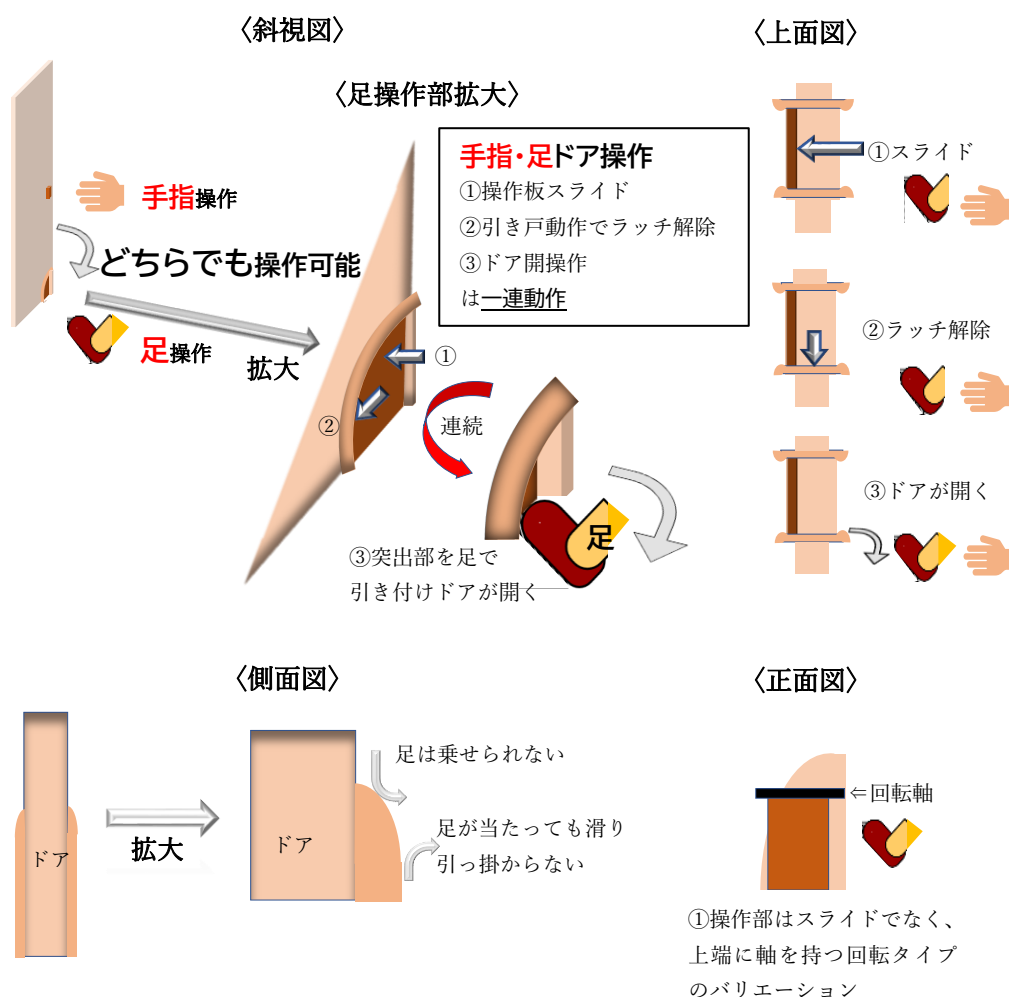 〈斜視図〉
〈足操作部拡大〉
手指操作
どちらでも操作可能
足操作
拡大
手指・足ドア操作
①操作板スライド
②引き戸動作でラッチ解除
③ドア開操作
は一連動作
①
②
連続
足
③突出部を足で
引き付けドアが開く
〈上面図〉
①スライド
②ラッチ解除
③ドアが開く
〈側面図〉
ドア
拡大
ドア
足は乗せられない
足が当たっても滑り
引っ掛からない
〈正面図〉
⇐回転軸
①操作部はスライドでなく、
上端に軸を持つ回転タイプ
のバリエーション